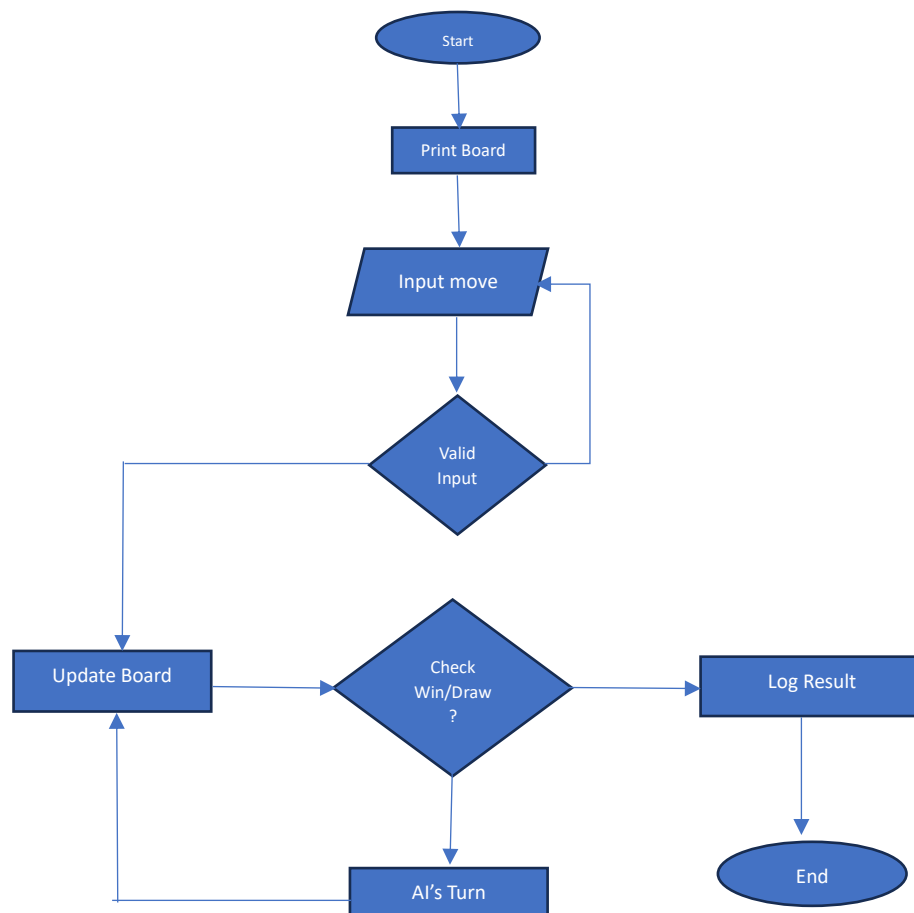 Start
Print Board
Input move
Valid
Input
Update Board
Check
Win/Draw
?
Log Result
AI's Turn
End